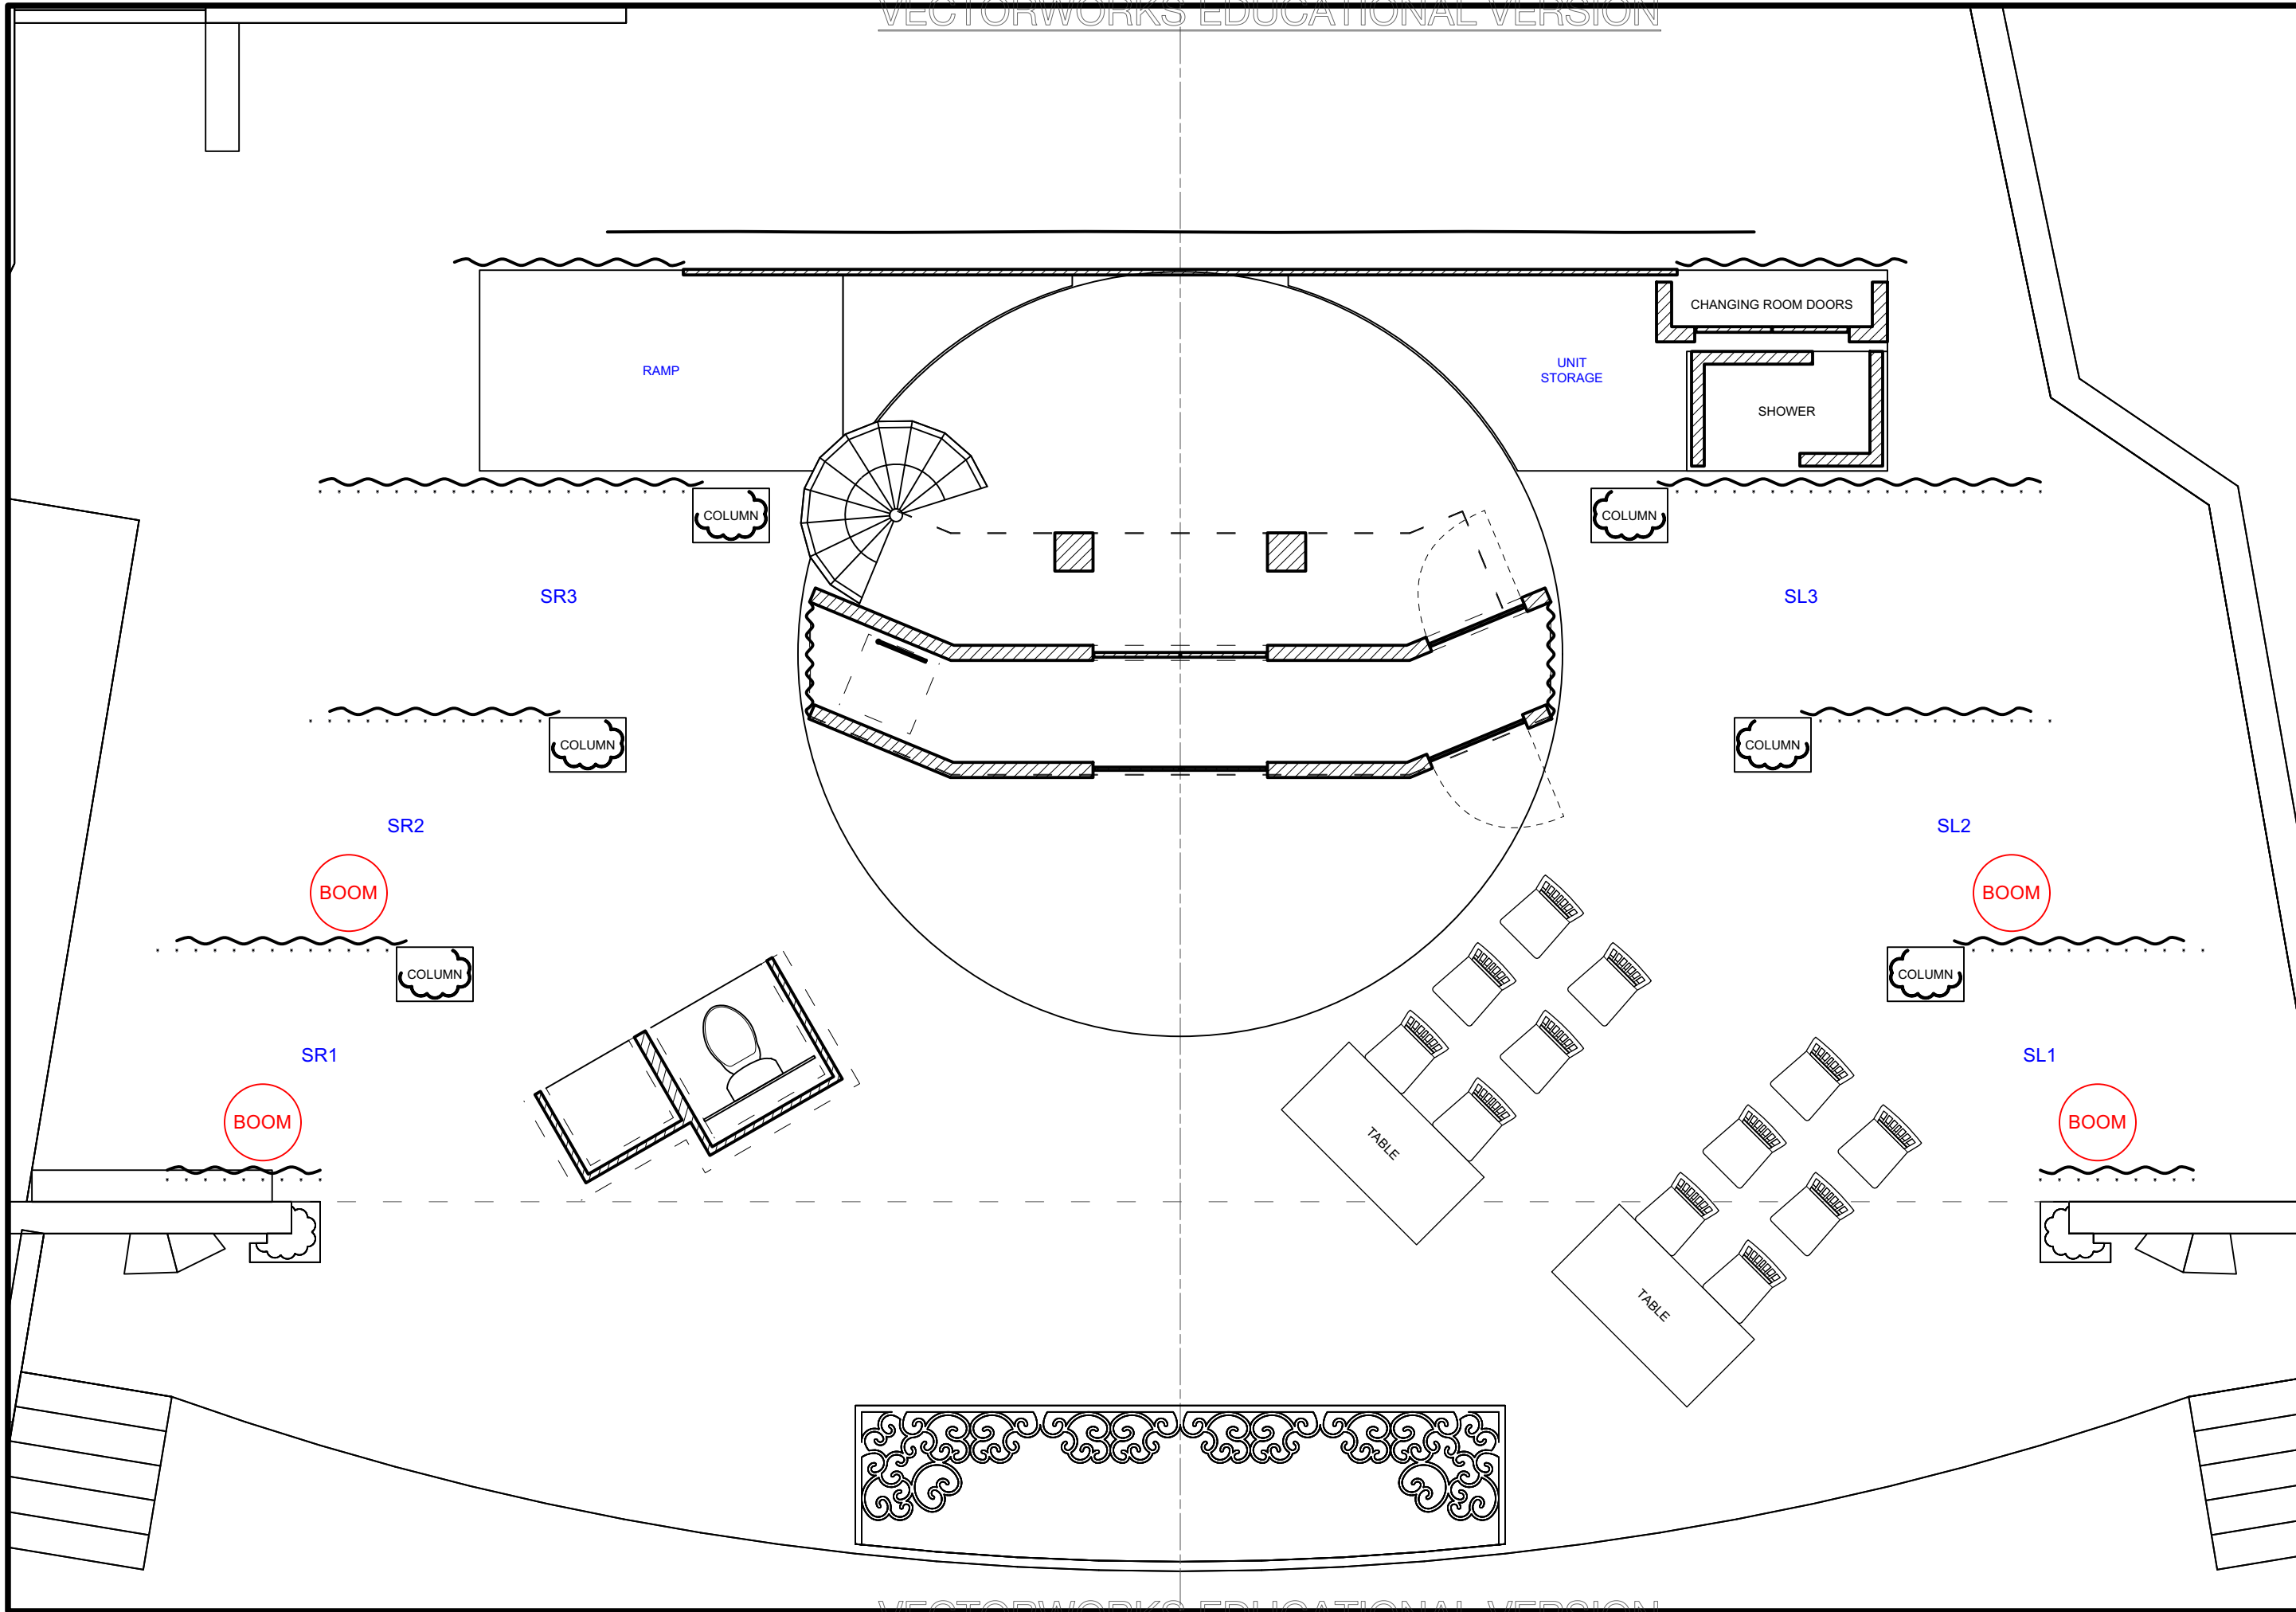 VECTORWORKS EDUCATIONAL VERSION
CHANGING ROOM DOORS
RAMP
UNIT
STORAGE
SHOWER
COLUMN
COLUMN
SR3
SL3
COLUMN
COLUMN
SR2
SL2
BOOM
BOOM
COLUMN
COLUMN
SR1
SL1
BOOM
BOOM
TABLE
TABLE
VECTORWORKS EDUCATIONAL VERSION